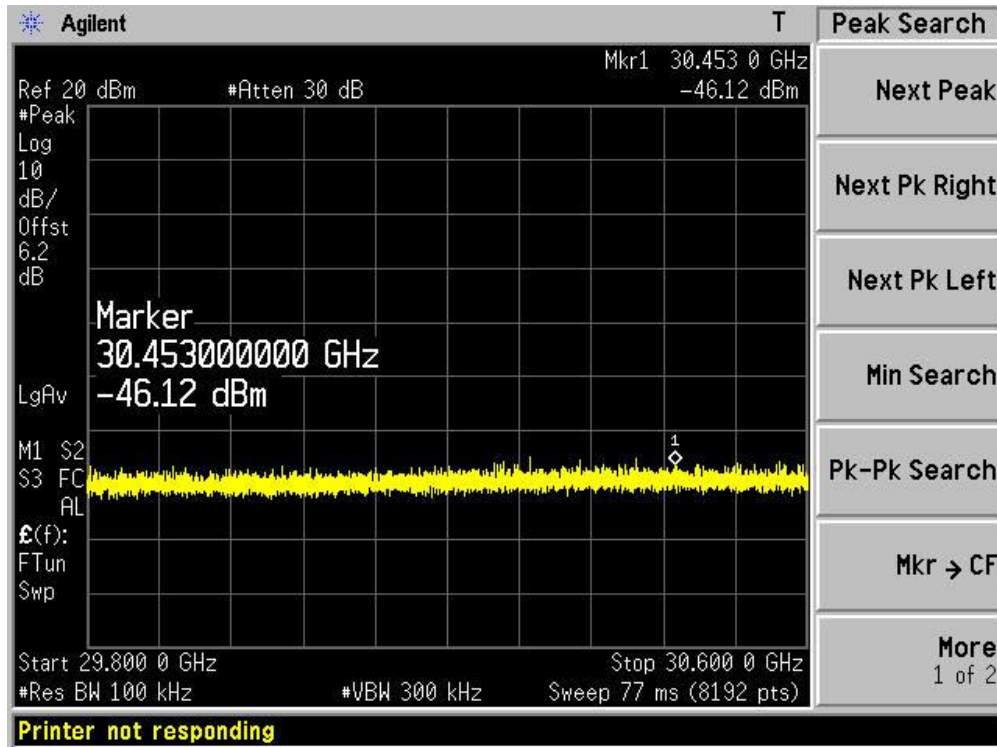 Agilent T
Mkr1 30.453 0 GHz
Ref 20 dBm #Atten 30 dB -46.12 dBm
#Peak
Log
10
dB/
Offst
6.2
dB
Marker
30.453000000 GHz
-46.12 dBm
LgAv
1
M1 S2
S3 FC
AL
£(f):
FTun
Swp
Start 29.800 0 GHz Stop 30.600 0 GHz
#Res BW 100 kHz #VBW 300 kHz Sweep 77 ms (8192 pts)
Printer not responding
Peak Search
Next Peak
Next Pk Right
Next Pk Left
Min Search
Pk-Pk Search
Mkr → CF
More
1 of 2